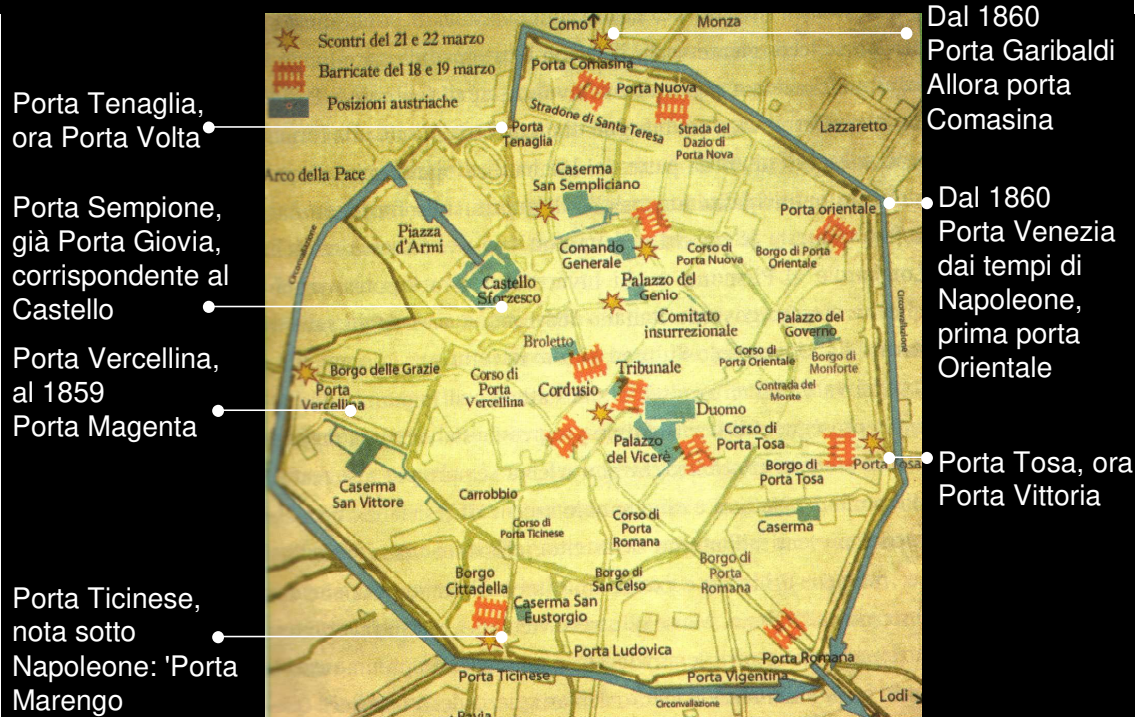 Porta Tenaglia,
ora Porta Volta
Porta Sempione,
già Porta Giovia,
corrispondente al
Castello
Porta Vercellina,
al 1859
Porta Magenta
Porta Ticinese,
nota sotto
Napoleone: 'Porta
Marengo
Scontri del 21 e 22 marzo
Barricate del 18 e 19 marzo
Posizioni austriache
Como
Monza
Porta Comasina
Porta Nuova
Stradone di Santa Teresa
Strada del
Dazio di
Porta Nova
Lazzaretto
Porta
Tenaglia
Arco della Pace
Caserma
San Sempliciano
Porta orientale
Piazza
d'Armi
Comando
Generale
Corso di
Porta Nuova
Borgo di Porta
Orientale
Circonvallazione
Castello
Sforzesco
Palazzo del
Genio
Comitato
insurrezionale
Palazzo del
Governo
Circonvallazione
Broletto
Corso di
Porta Orientale
Borgo di
Monforte
Borgo delle Grazie
Corso di
Porta
Vercellina
Cordusio
Tribunale
Contrada del
Monte
Porta
Vercellina
Duomo
Palazzo
del Vicerè
Corso di
Porta Tosa
Borgo di
Porta Tosa
Porta Tosa
Caserma
San Vittore
Carrobbio
Corso di
Porta Ticinese
Corso di
Porta
Romana
Caserma
Borgo di
Porta
Romana
Borgo
Cittadella
Borgo di
San Celso
Caserma San
Eustorgio
Porta Ludovica
Porta Romana
Porta Ticinese
Porta Vigentina
Circonvallazione
Lodi
Pavia
Dal 1860
Porta Garibaldi
Allora porta
Comasina
Dal 1860
Porta Venezia
dai tempi di
Napoleone,
prima porta
Orientale
Porta Tosa, ora
Porta Vittoria